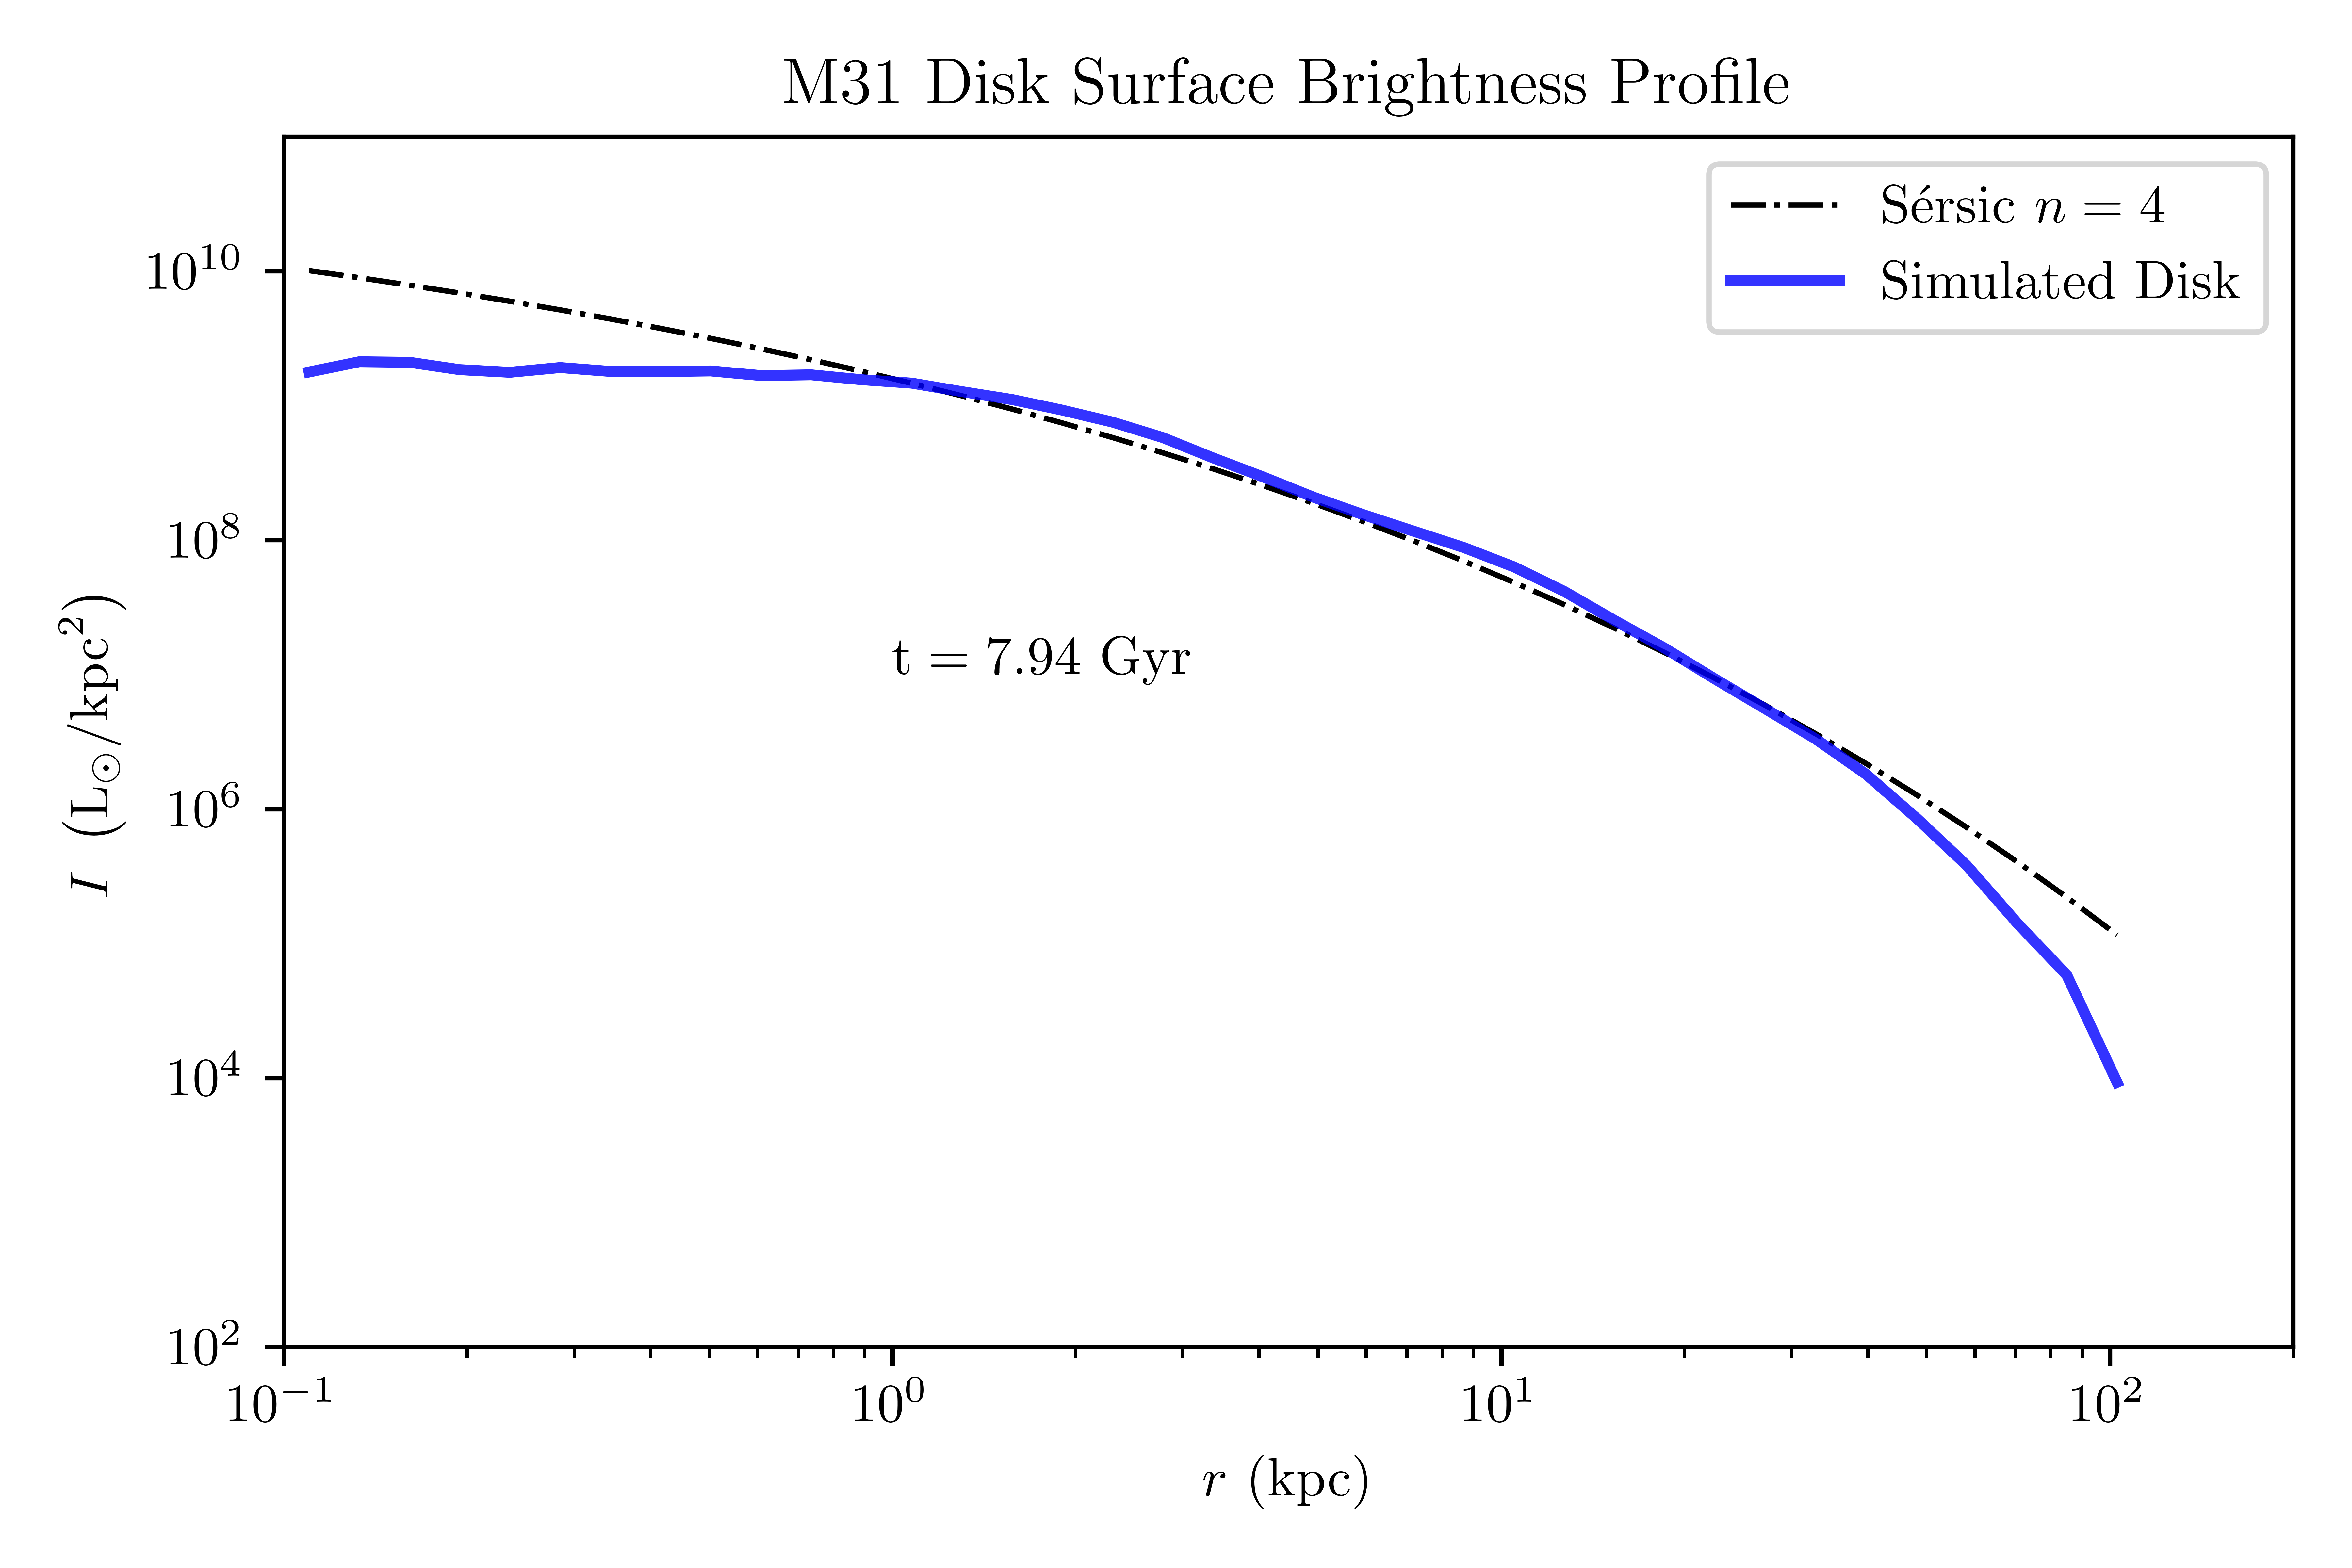 M31 Disk Surface Brightness Profile
Sérsic n = 4
Simulated Disk
10¹⁰
10⁸
10⁶
10⁴
10²
I (L⊙/kpc²)
t = 7.94 Gyr
10⁻¹
10⁰
10¹
10²
r (kpc)